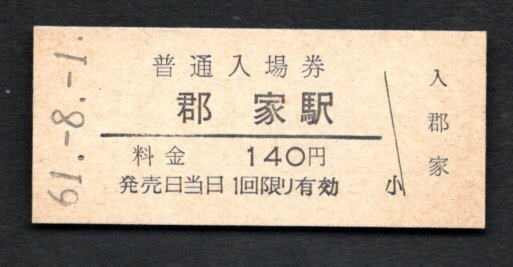 61.-8.-1.
普通入場券
郡家駅
料金 140円
発売日当日1回限り有効
小
入
郡
家